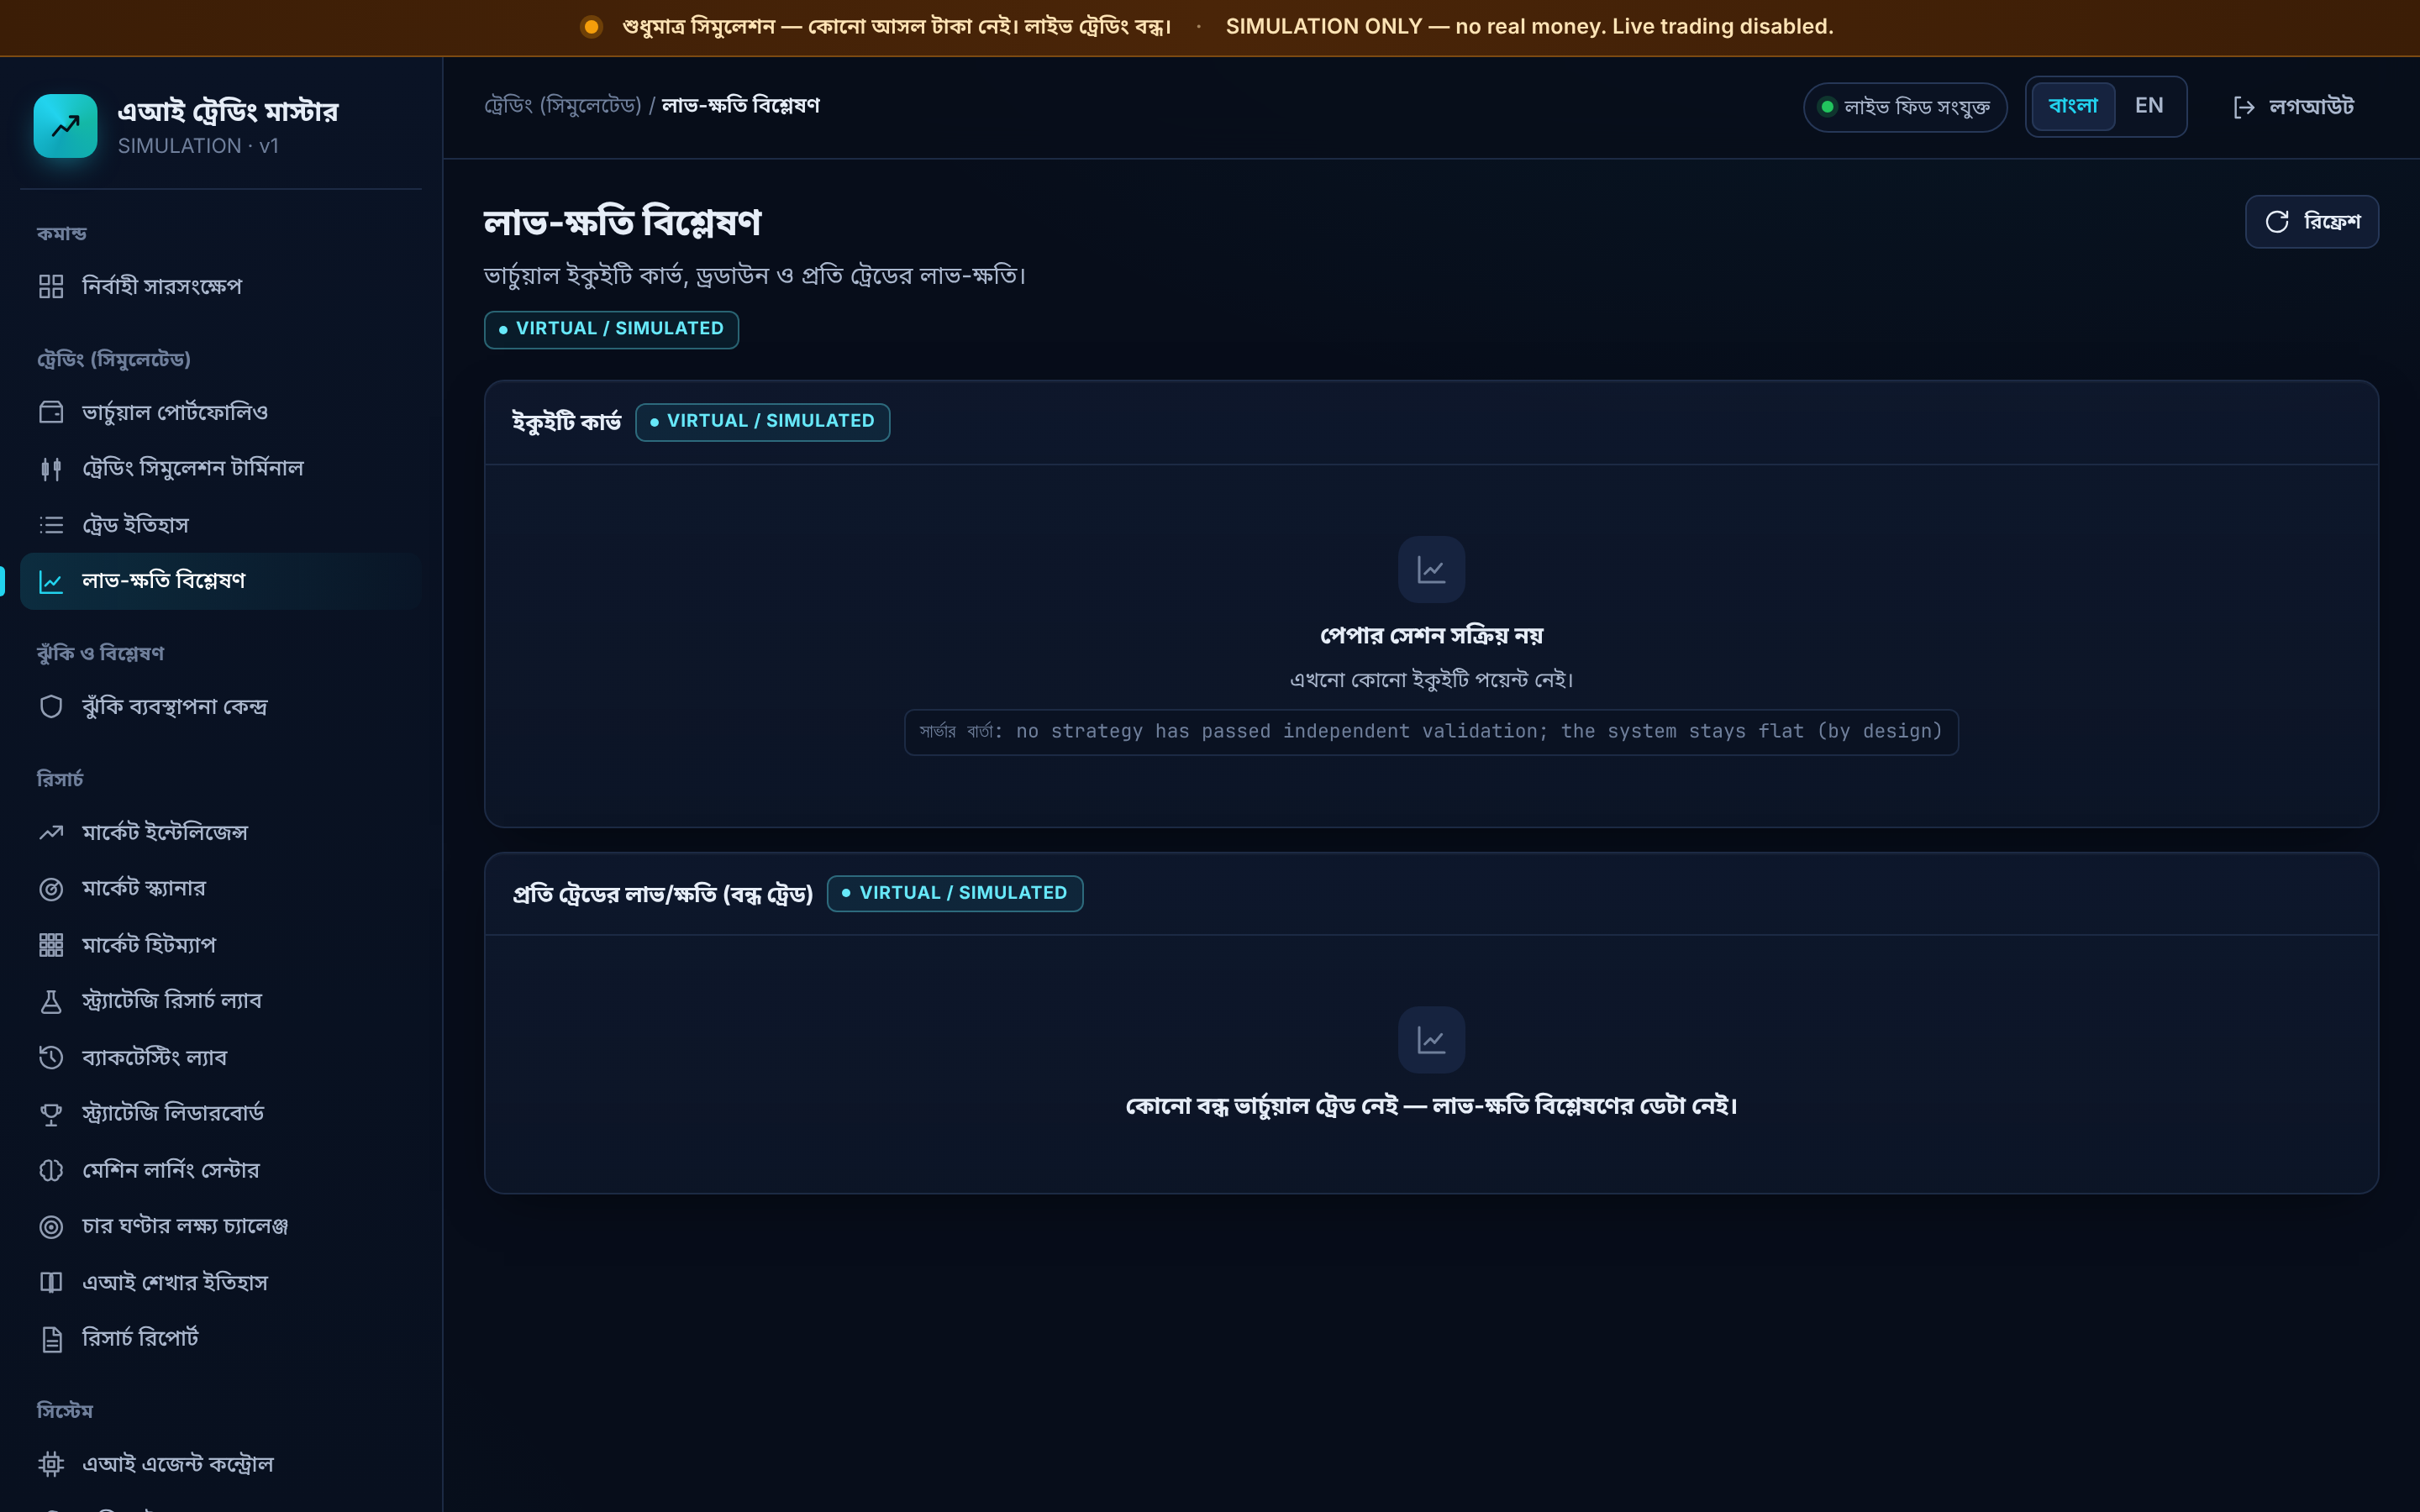 শুধুমাত্র সিমুলেশন — কোনো আসল টাকা নেই। লাইভ ট্রেডিং বন্ধ। · SIMULATION ONLY — no real money. Live trading disabled.
এআই ট্রেডিং মাস্টার
SIMULATION · v1
কমান্ড
নির্বাহী সারসংক্ষেপ
ট্রেডিং (সিমুলেটেড)
ভার্চুয়াল পোর্টফোলিও
ট্রেডিং সিমুলেশন টার্মিনাল
ট্রেড ইতিহাস
লাভ-ক্ষতি বিশ্লেষণ
ঝুঁকি ও বিশ্লেষণ
ঝুঁকি ব্যবস্থাপনা কেন্দ্র
রিসার্চ
মার্কেট ইন্টেলিজেন্স
মার্কেট স্ক্যানার
মার্কেট হিটম্যাপ
স্ট্র্যাটেজি রিসার্চ ল্যাব
ব্যাকটেস্টিং ল্যাব
স্ট্র্যাটেজি লিডারবোর্ড
মেশিন লার্নিং সেন্টার
চার ঘণ্টার লক্ষ্য চ্যালেঞ্জ
এআই শেখার ইতিহাস
রিসার্চ রিপোর্ট
সিস্টেম
এআই এজেন্ট কন্ট্রোল
ট্রেডিং (সিমুলেটেড) / লাভ-ক্ষতি বিশ্লেষণ
লাইভ ফিড সংযুক্ত
বাংলা EN
লগআউট
লাভ-ক্ষতি বিশ্লেষণ
রিফ্রেশ
ভার্চুয়াল ইকুইটি কার্ভ, ড্রডাউন ও প্রতি ট্রেডের লাভ-ক্ষতি।
VIRTUAL / SIMULATED
ইকুইটি কার্ভ VIRTUAL / SIMULATED
পেপার সেশন সক্রিয় নয়
এখনো কোনো ইকুইটি পয়েন্ট নেই।
সার্ভার বার্তা: no strategy has passed independent validation; the system stays flat (by design)
প্রতি ট্রেডের লাভ/ক্ষতি (বন্ধ ট্রেড) VIRTUAL / SIMULATED
কোনো বন্ধ ভার্চুয়াল ট্রেড নেই — লাভ-ক্ষতি বিশ্লেষণের ডেটা নেই।